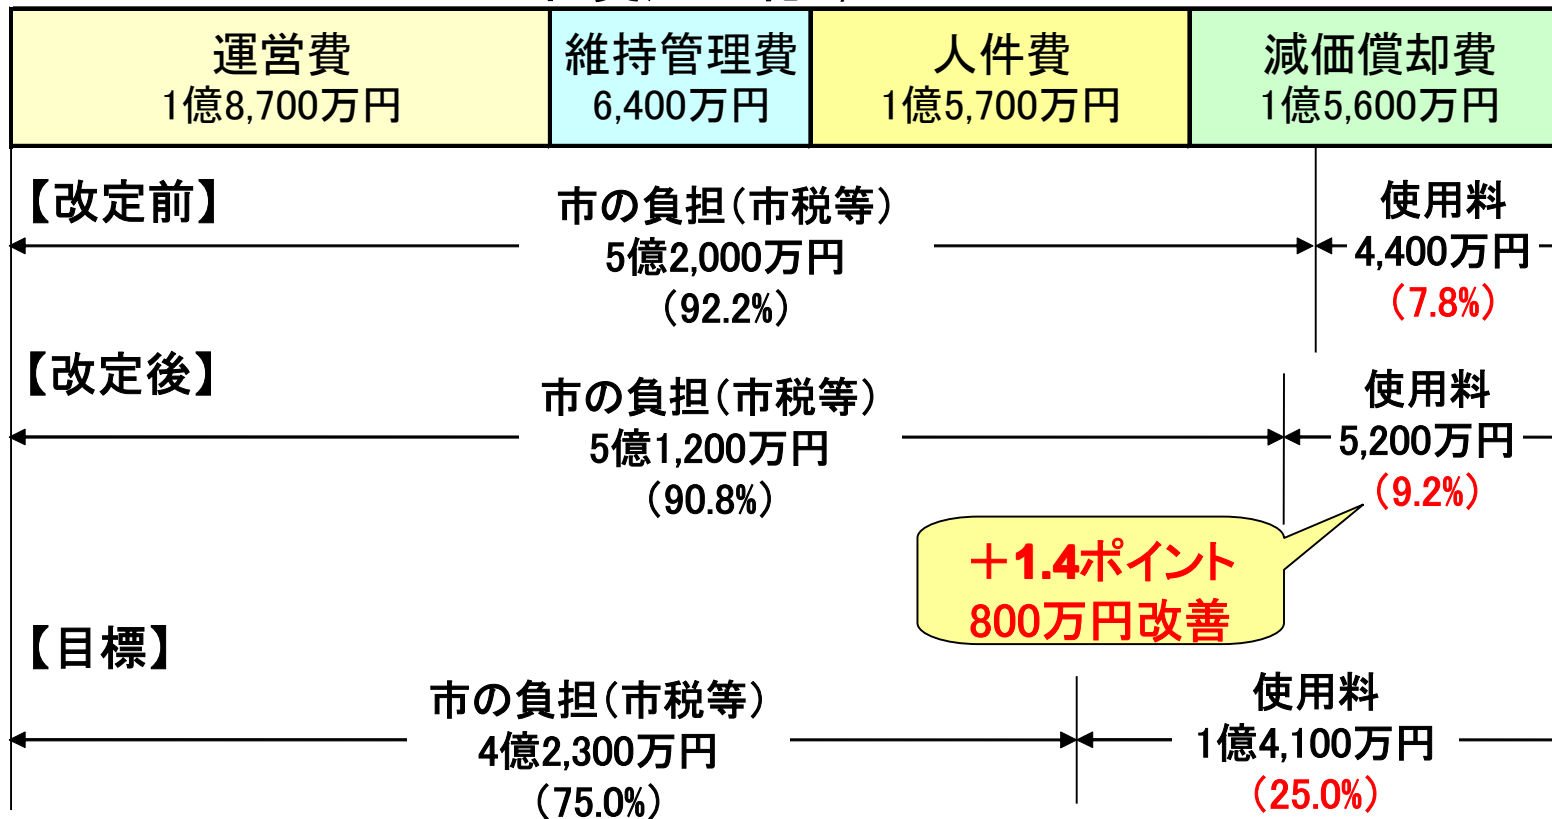 運営費
1億8,700万円
維持管理費
6,400万円
人件費
1億5,700万円
減価償却費
1億5,600万円
【改定前】
市の負担(市税等)
5億2,000万円
(92.2%)
使用料
4,400万円
(7.8%)
【改定後】
市の負担(市税等)
5億1,200万円
(90.8%)
使用料
5,200万円
(9.2%)
+1.4ポイント
800万円改善
【目標】
市の負担(市税等)
4億2,300万円
(75.0%)
使用料
1億4,100万円
(25.0%)